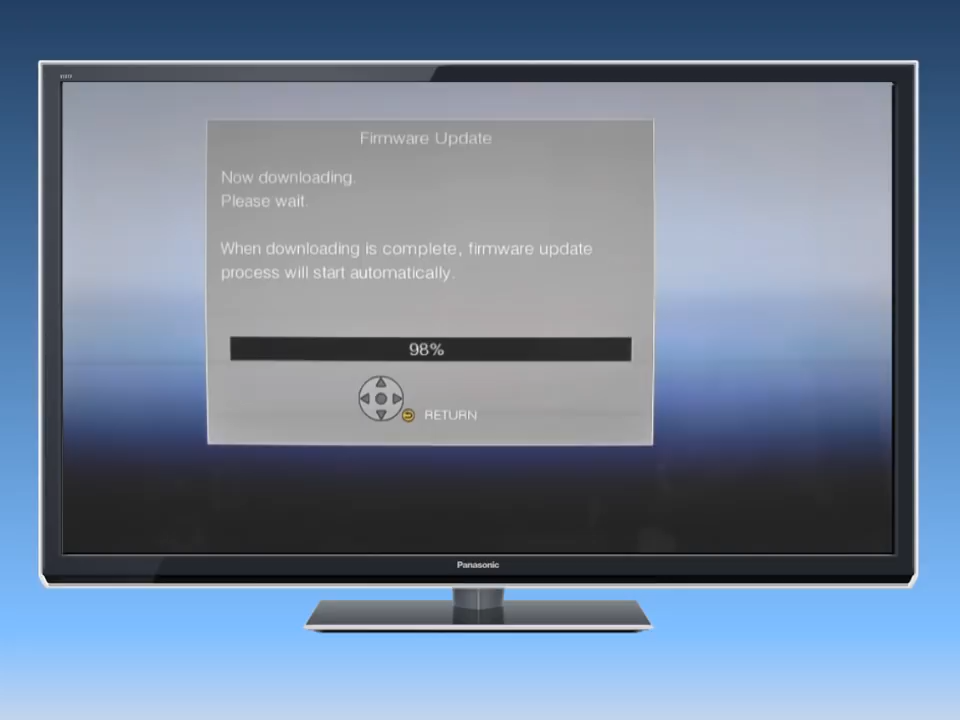 Firmware Update
Now downloading.
Please wait.
When downloading is complete, firmware update
process will start automatically.
98%
RETURN
Panasonic